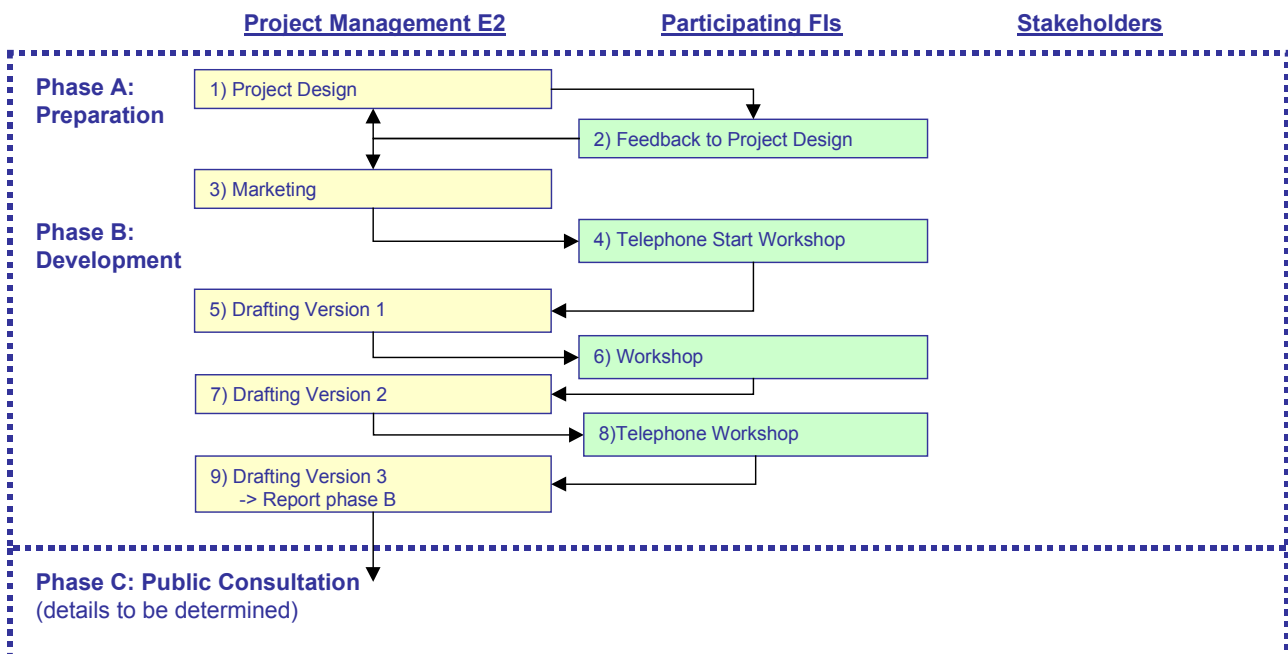 Project Management E2
Participating FIs
Stakeholders
Phase A:
Preparation
1) Project Design
2) Feedback to Project Design
3) Marketing
Phase B:
Development
4) Telephone Start Workshop
5) Drafting Version 1
6) Workshop
7) Drafting Version 2
8)Telephone Workshop
9) Drafting Version 3
-> Report phase B
Phase C: Public Consultation
(details to be determined)